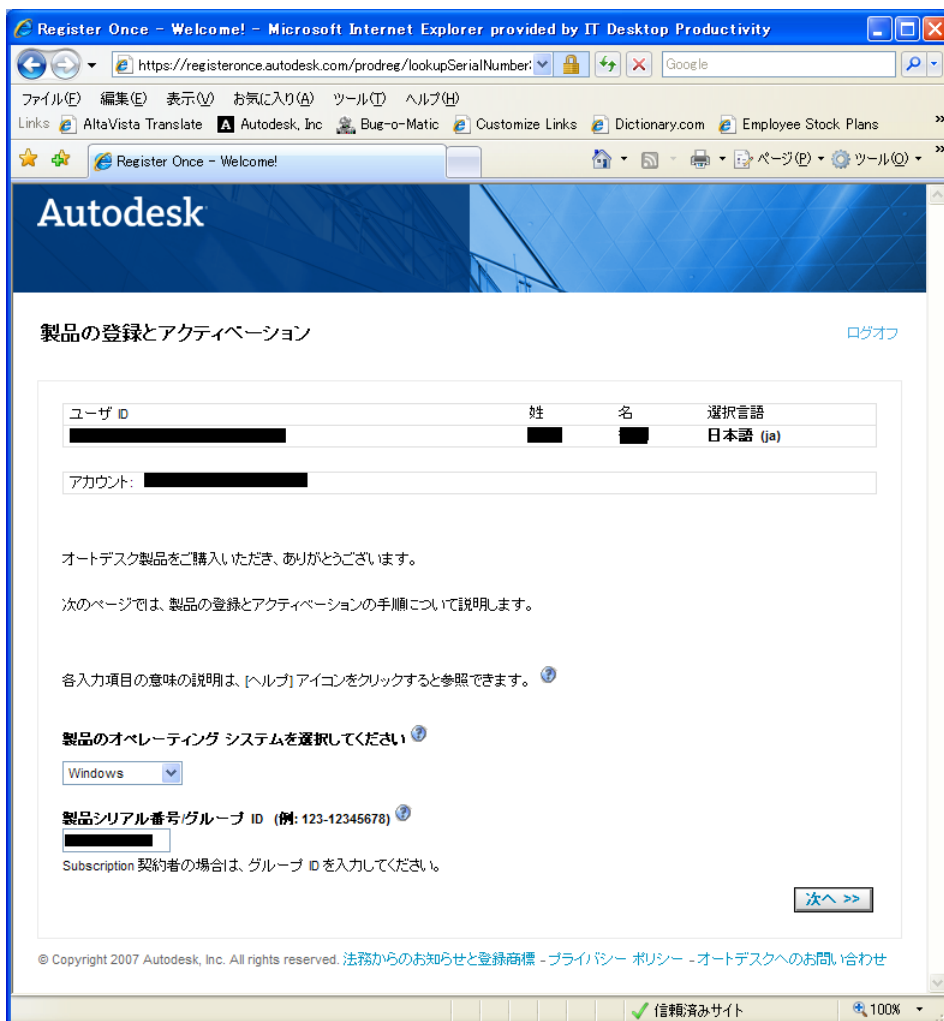 Register Once - Welcome! - Microsoft Internet Explorer provided by IT Desktop Productivity
https://registeronce.autodesk.com/prodreg/lookupSerialNumber
Google
ファイル(F) 編集(E) 表示(V) お気に入り(A) ツール(T) ヘルプ(H)
Links AltaVista Translate Autodesk, Inc Bug-o-Matic Customize Links Dictionary.com Employee Stock Plans »
Register Once - Welcome! ページ(P) ツール(O) »
Autodesk
製品の登録とアクティベーション ログオフ
ユーザ ID 姓 名 選択言語
日本語 (ja)
アカウント:
オートデスク製品をご購入いただき、ありがとうございます。
次のページでは、製品の登録とアクティベーションの手順について説明します。
各入力項目の意味の説明は、[ヘルプ] アイコンをクリックすると参照できます。
製品のオペレーティング システムを選択してください
Windows
製品シリアル番号/グループ ID (例: 123-12345678)
Subscription 契約者の場合は、グループ ID を入力してください。
次へ >>
© Copyright 2007 Autodesk, Inc. All rights reserved. 法務からのお知らせと登録商標 - プライバシー ポリシー - オートデスクへのお問い合わせ
信頼済みサイト 100%